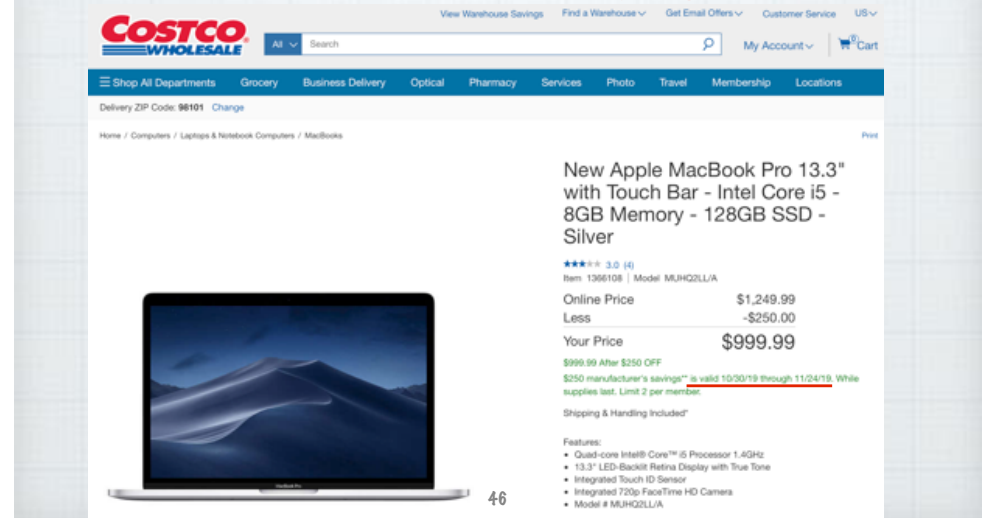 View Warehouse Savings Find a Warehouse Get Email Offers Customer Service US
COSTCO
WHOLESALE
All Search My Account 0 Cart
Shop All Departments Grocery Business Delivery Optical Pharmacy Services Photo Travel Membership Locations
Delivery ZIP Code: 98101 Change
Home / Computers / Laptops & Notebook Computers / MacBooks Print
New Apple MacBook Pro 13.3"
with Touch Bar - Intel Core i5 -
8GB Memory - 128GB SSD -
Silver
3.0 (4)
Item 1366108 | Model MUHQ2LL/A
Online Price $1,249.99
Less -$250.00
Your Price $999.99
$999.99 After $250 OFF
$250 manufacturer's savings** is valid 10/30/19 through 11/24/19. While
supplies last. Limit 2 per member.
Shipping & Handling Included*
Features:
• Quad-core Intel® Core™ i5 Processor 1.4GHz
• 13.3" LED-Backlit Retina Display with True Tone
• Integrated Touch ID Sensor
• Integrated 720p FaceTime HD Camera
• Model # MUHQ2LL/A
MacBook Pro
46